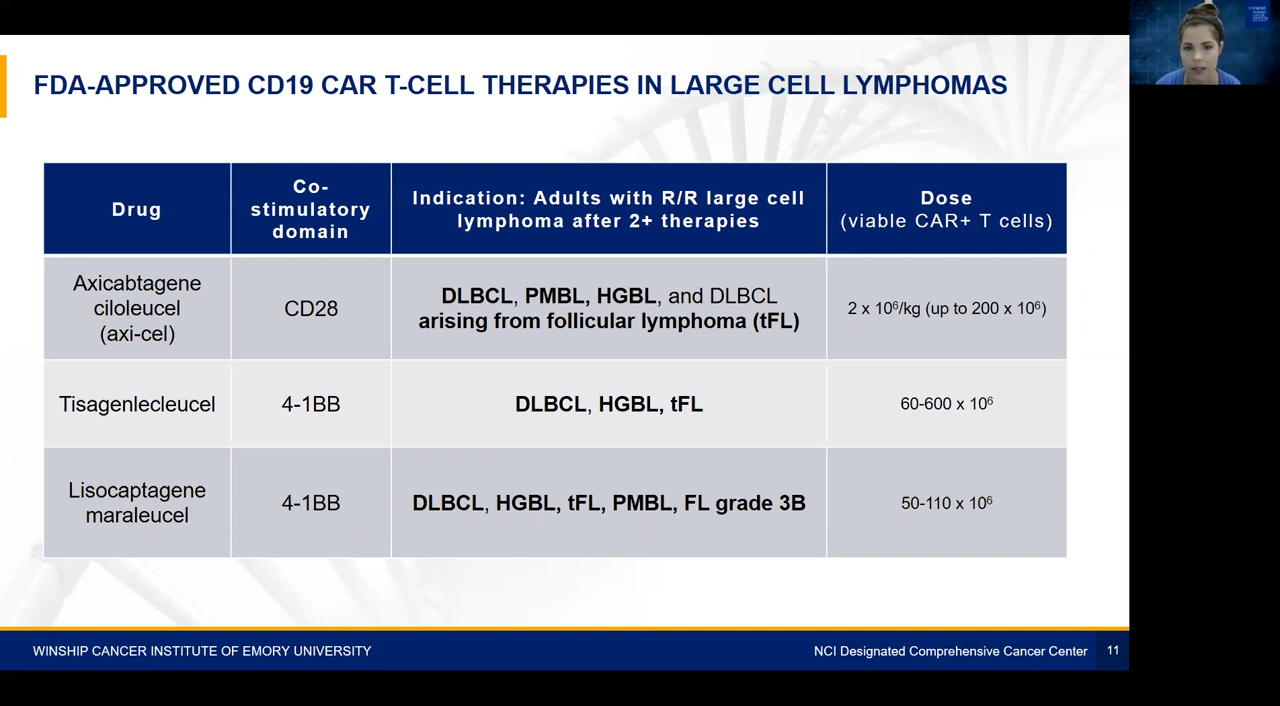 FDA-APPROVED CD19 CAR T-CELL THERAPIES IN LARGE CELL LYMPHOMAS
Drug
Co-
stimulatory
domain
Indication: Adults with R/R large cell
lymphoma after 2+ therapies
Dose
(viable CAR+ T cells)
Axicabtagene
ciloleucel
(axi-cel)
CD28
DLBCL, PMBL, HGBL, and DLBCL
arising from follicular lymphoma (tFL)
2 x 10⁶/kg (up to 200 x 10⁶)
Tisagenlecleucel
4-1BB
DLBCL, HGBL, tFL
60-600 x 10⁶
Lisocaptagene
maraleucel
4-1BB
DLBCL, HGBL, tFL, PMBL, FL grade 3B
50-110 x 10⁶
WINSHIP CANCER INSTITUTE OF EMORY UNIVERSITY
NCI Designated Comprehensive Cancer Center
11